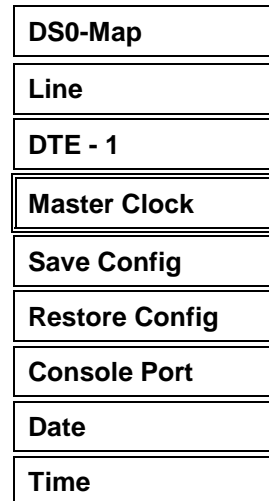 DS0-Map
Line
DTE - 1
Master Clock
Save Config
Restore Config
Console Port
Date
Time